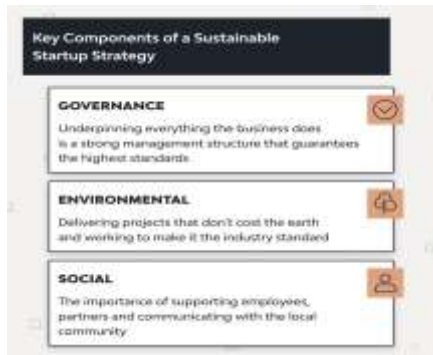 Key Components of a Sustainable
Startup Strategy
GOVERNANCE
Underpinning everything the business does
is a strong management structure that guarantees
the highest standards
ENVIRONMENTAL
Delivering projects that don't cost the earth
and working to make it the industry standard
SOCIAL
The importance of supporting employees,
partners and communicating with the local
community